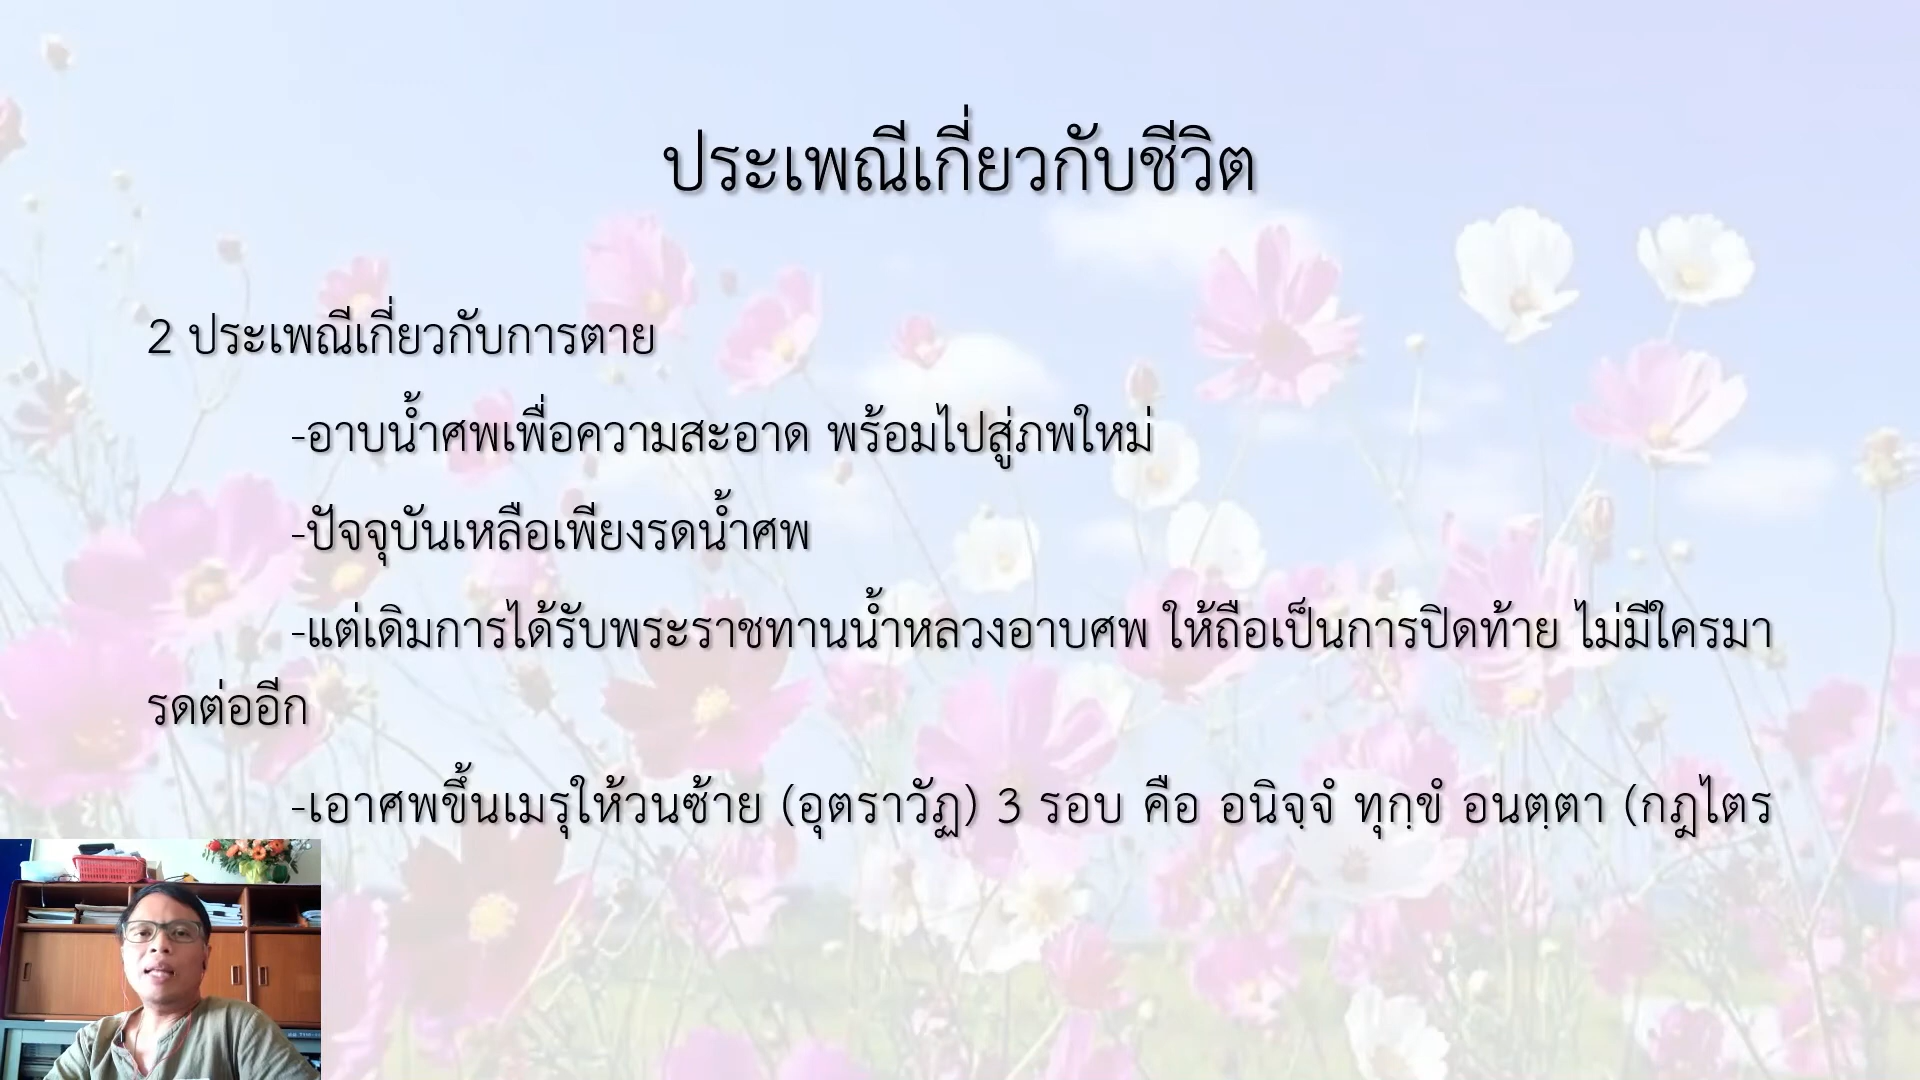 ประเพณีเกี่ยวกับชีวิต
2 ประเพณีเกี่ยวกับการตาย
-อาบน้ำศพเพื่อความสะอาด พร้อมไปสู่ภพใหม่
-ปัจจุบันเหลือเพียงรดน้ำศพ
-แต่เดิมการได้รับพระราชทานน้ำหลวงอาบศพ ให้ถือเป็นการปิดท้าย ไม่มีใครมา
รดต่ออีก
-เอาศพขึ้นเมรุให้วนซ้าย (อุตราวัฏ) 3 รอบ คือ อนิจฺจํ ทุกฺขํ อนตฺตา (กฎไตร